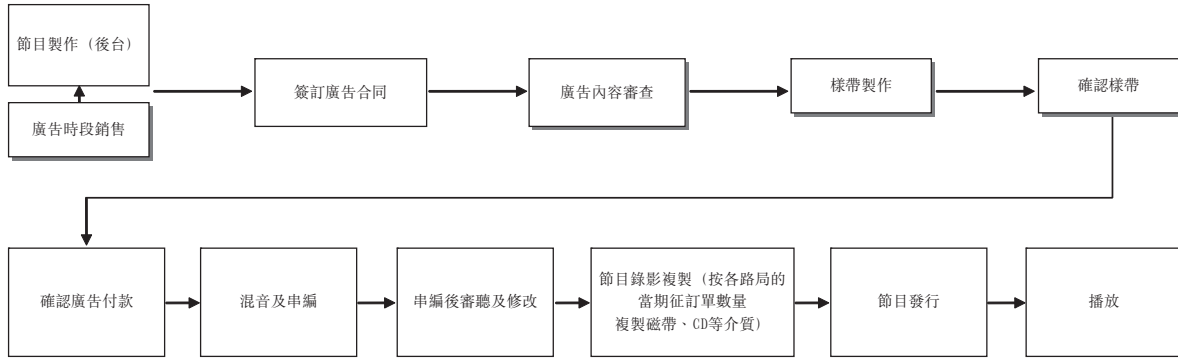 節目製作（後台）
廣告時段銷售
簽訂廣告合同
廣告內容審查
樣帶製作
確認樣帶
確認廣告付款
混音及串編
串編後審聽及修改
節目錄影複製（按各路局的
當期征訂單數量
複製磁帶、CD等介質）
節目發行
播放